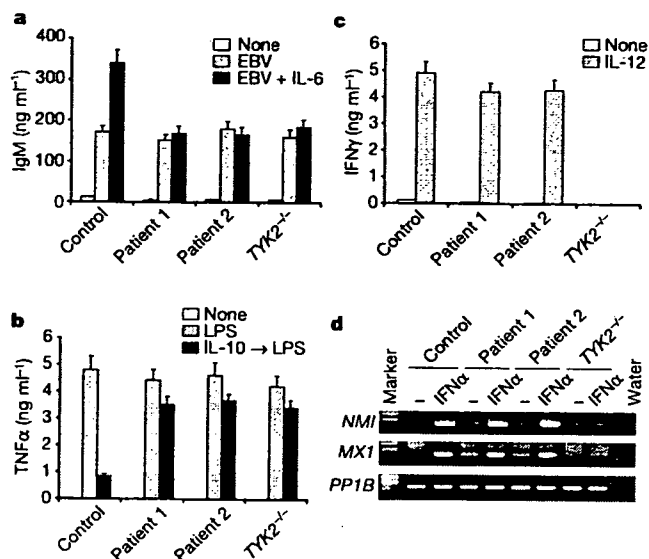 a
None
EBV
EBV + IL-6
IgM (ng ml⁻¹)
400
300
200
100
0
Control
Patient 1
Patient 2
TYK2⁻/⁻
c
None
IL-12
IFNγ (ng ml⁻¹)
6
5
4
3
2
1
0
Control
Patient 1
Patient 2
TYK2⁻/⁻
b
None
LPS
IL-10 → LPS
TNFα (ng ml⁻¹)
6
5
4
3
2
1
0
Control
Patient 1
Patient 2
TYK2⁻/⁻
d
Control
Patient 1
Patient 2
TYK2⁻/⁻
Marker
– IFNα – IFNα – IFNα – IFNα
Water
NMI
MX1
PP1B